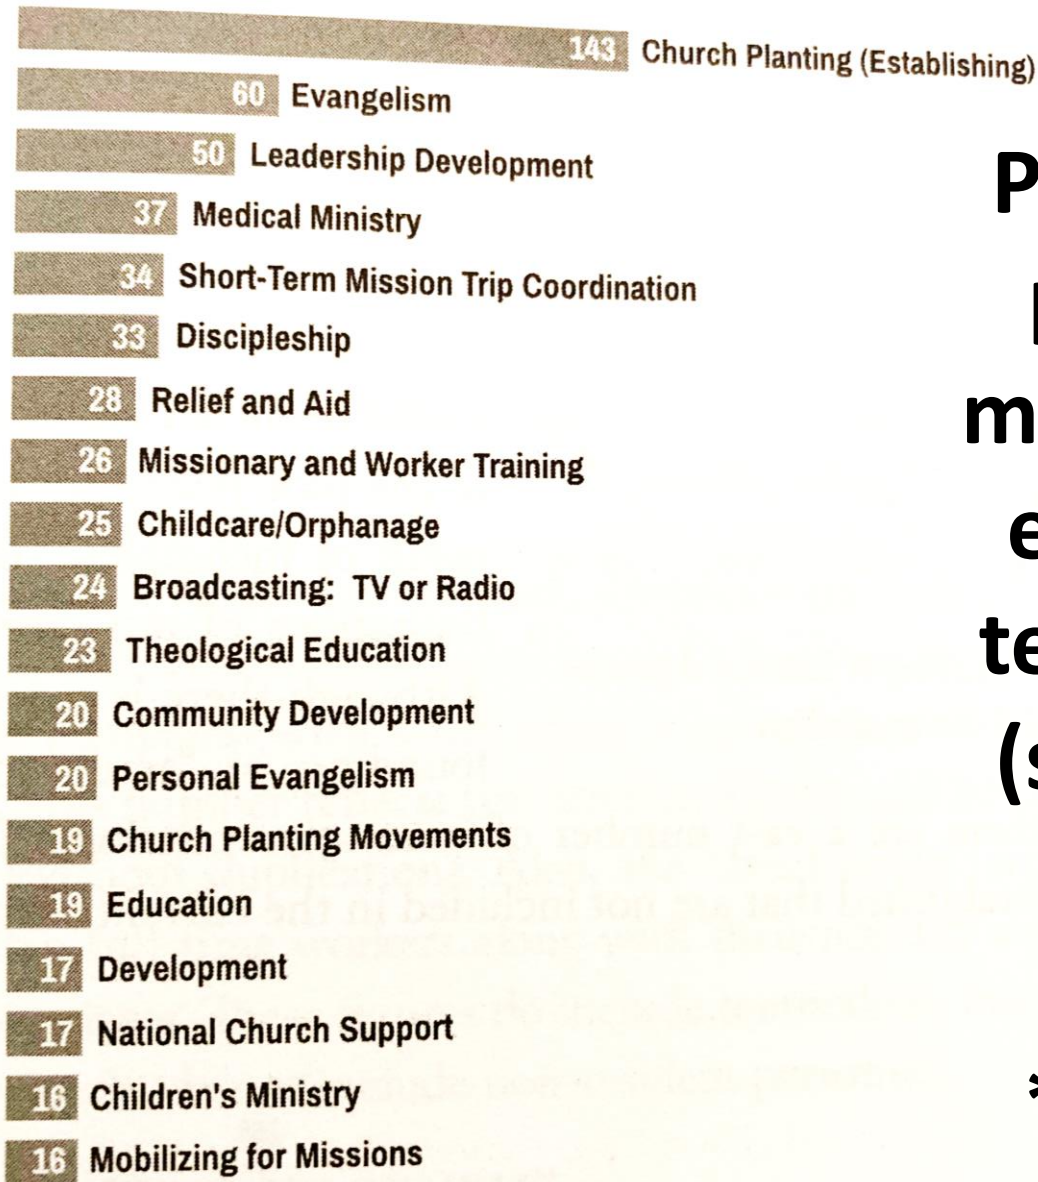 143 Church Planting (Establishing)
60 Evangelism
50 Leadership Development
37 Medical Ministry
34 Short-Term Mission Trip Coordination
33 Discipleship
28 Relief and Aid
26 Missionary and Worker Training
25 Childcare/Orphanage
24 Broadcasting: TV or Radio
23 Theological Education
20 Community Development
20 Personal Evangelism
19 Church Planting Movements
19 Education
17 Development
17 National Church Support
16 Children's Ministry
16 Mobilizing for Missions